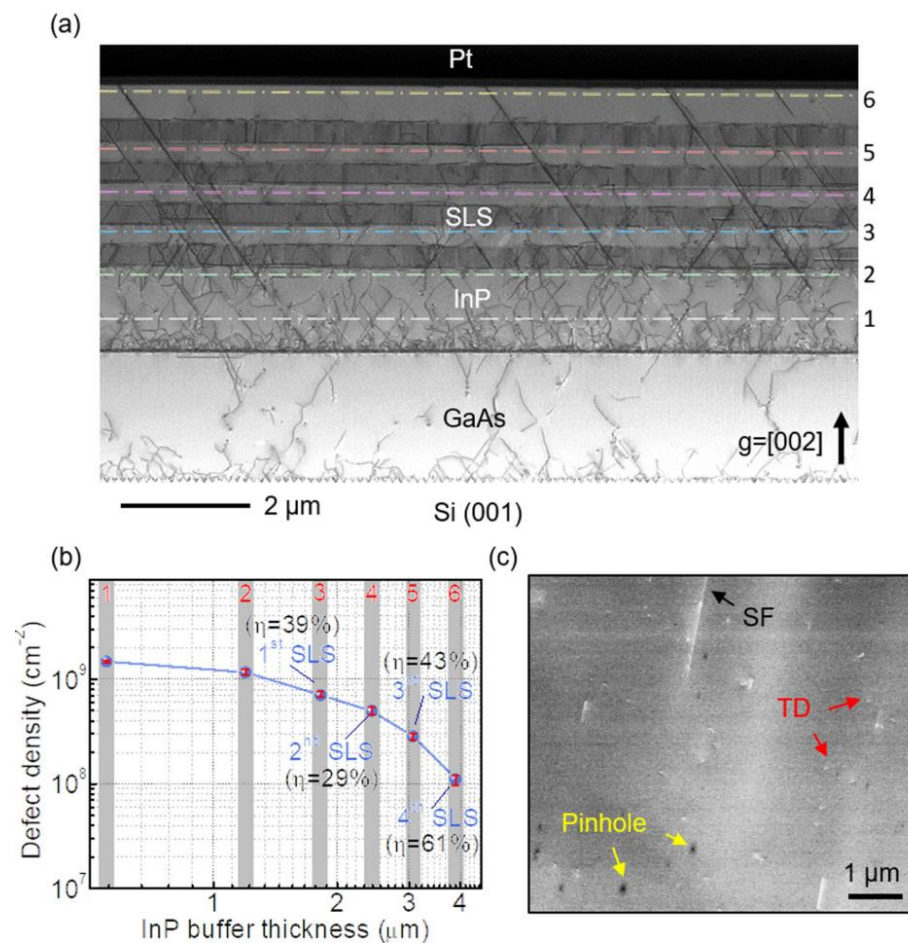 (a)
Pt
6
5
4
SLS
3
2
InP
1
GaAs
g=[002]
2 μm
Si (001)
(b)
(c)
1 2 3 4 5 6
(η=39%)
1st SLS
(η=43%)
3rd SLS
2nd SLS
(η=29%)
4th SLS
(η=61%)
10⁹
10⁸
10⁷
Defect density (cm⁻²)
1 2 3 4
InP buffer thickness (μm)
SF
TD
Pinhole
1 μm